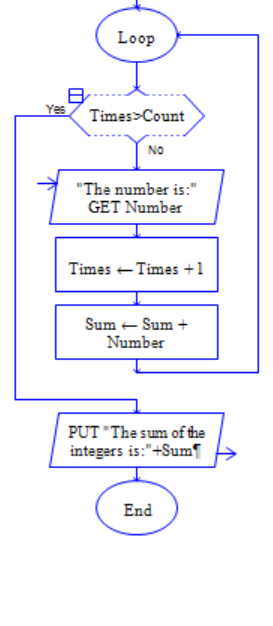 Loop
Times>Count
Yes
No
"The number is:"
GET Number
Times ← Times +1
Sum ← Sum +
Number
PUT "The sum of the
integers is:"+Sum¶
End